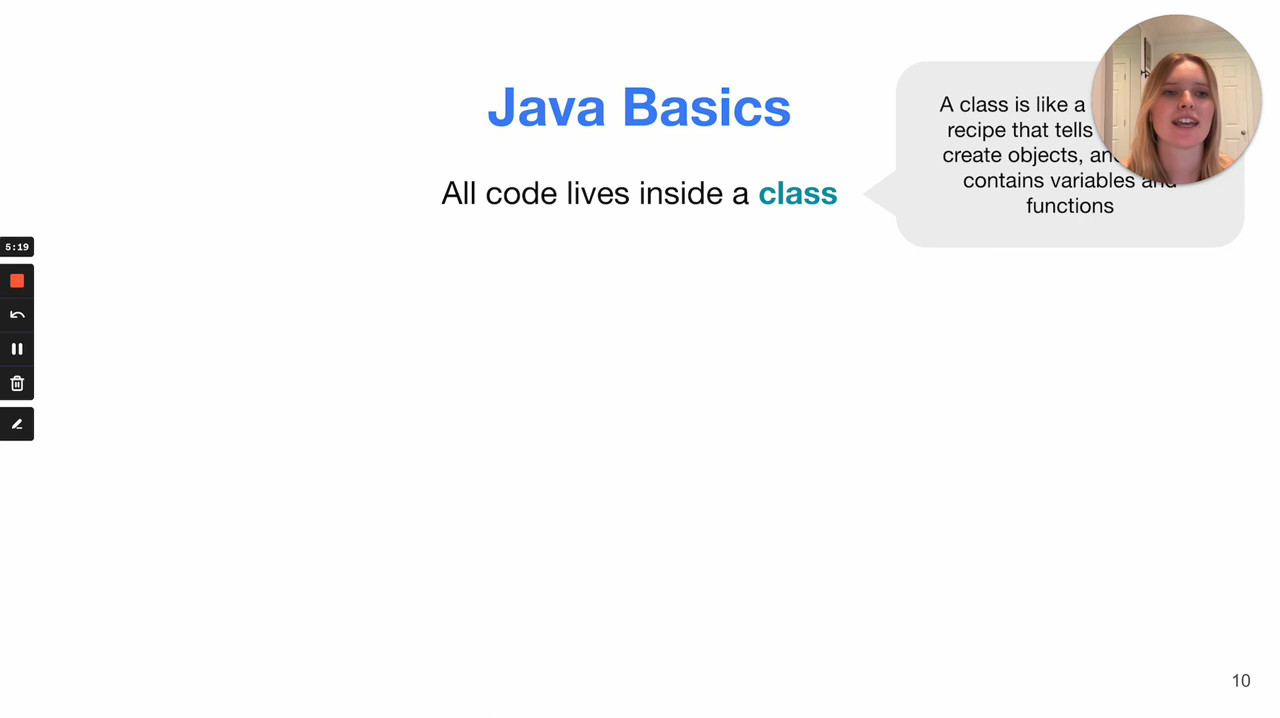 Java Basics
All code lives inside a class
A class is like a
recipe that tells
create objects, an
contains variables and
functions
5:19
10